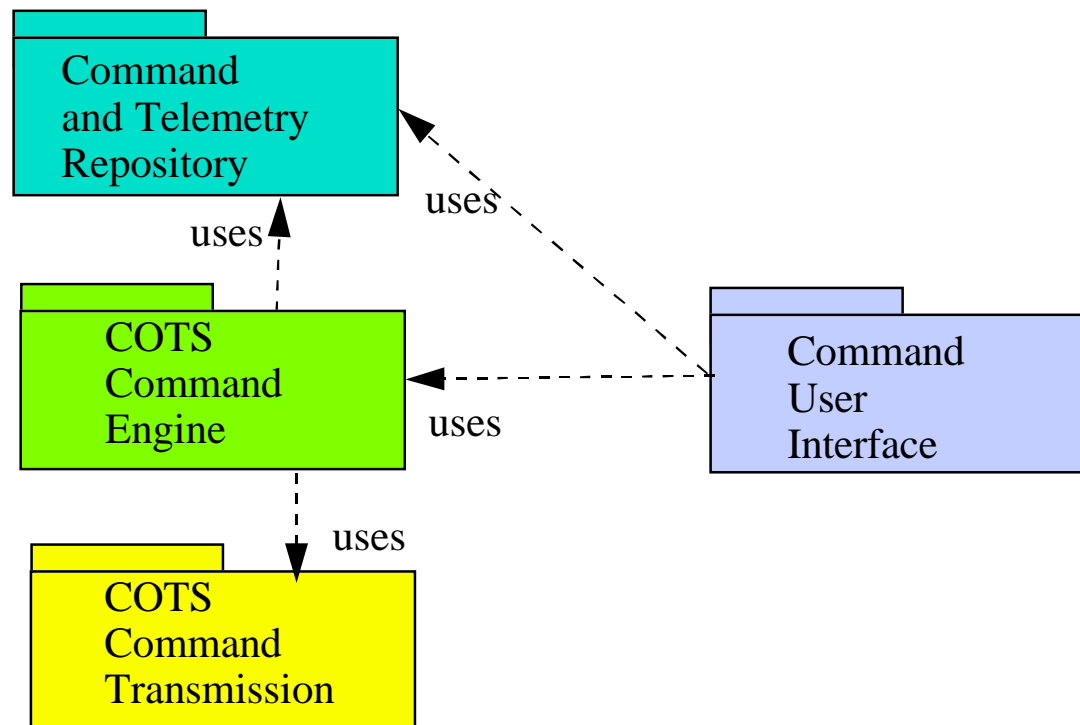 Command
and Telemetry
Repository
uses
uses
COTS
Command
Engine
uses
Command
User
Interface
uses
COTS
Command
Transmission